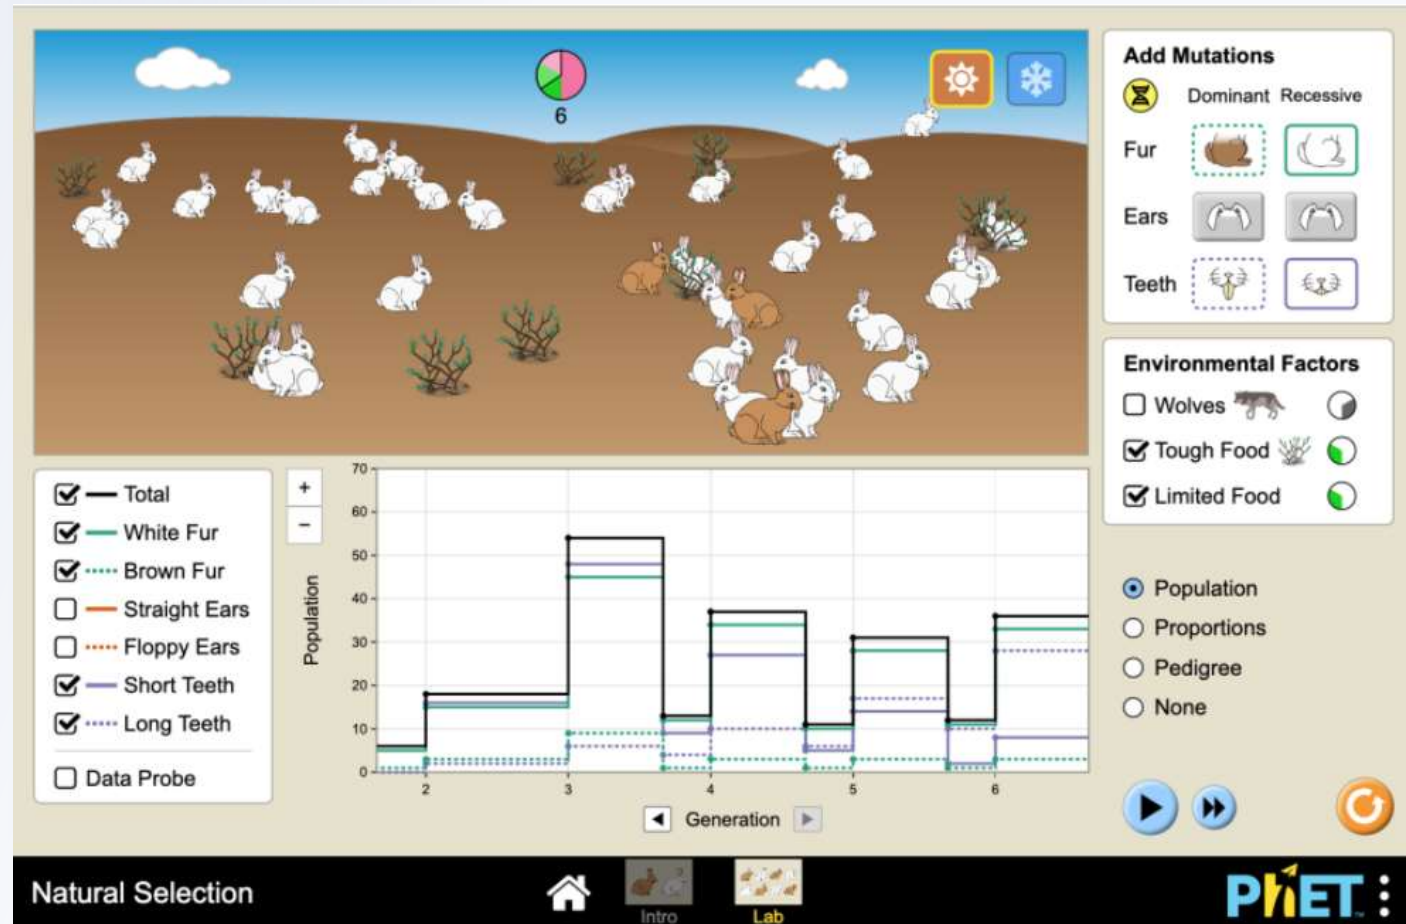 6
Add Mutations
Dominant Recessive
Fur
Ears
Teeth
Environmental Factors
Wolves
Tough Food
Limited Food
Total
White Fur
Brown Fur
Straight Ears
Floppy Ears
Short Teeth
Long Teeth
Data Probe
+
−
Population
70
60
50
40
30
20
10
0
2 3 4 5 6
Generation
Population
Proportions
Pedigree
None
Natural Selection
Intro
Lab
PhET